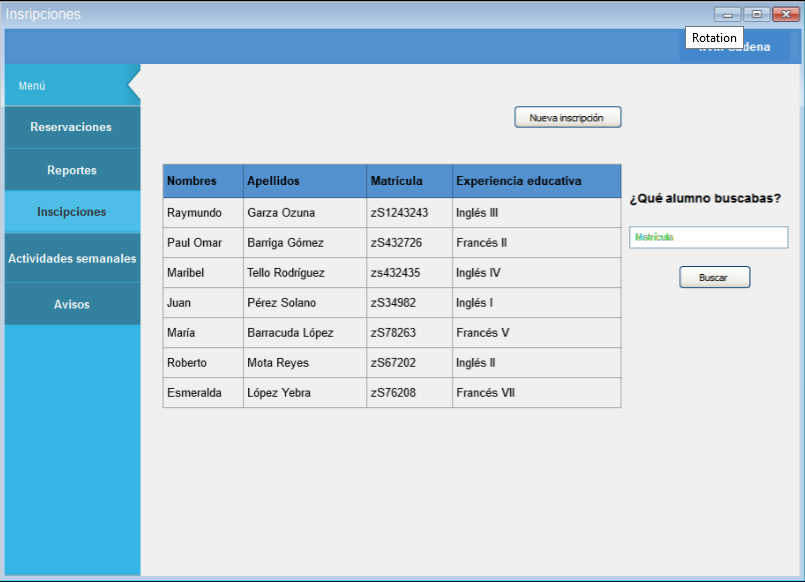 Insripciones
Rotation
Cadena
Menú
Reservaciones
Reportes
Inscipciones
Actividades semanales
Avisos
Nueva inscripción
Nombres Apellidos Matrícula Experiencia educativa
Raymundo Garza Ozuna zS1243243 Inglés III
Paul Omar Barriga Gómez zS432726 Francés II
Maribel Tello Rodríguez zs432435 Inglés IV
Juan Pérez Solano zS34982 Inglés I
María Barracuda López zS78263 Francés V
Roberto Mota Reyes zS67202 Inglés II
Esmeralda López Yebra zS76208 Francés VII
¿Qué alumno buscabas?
Matrícula
Buscar